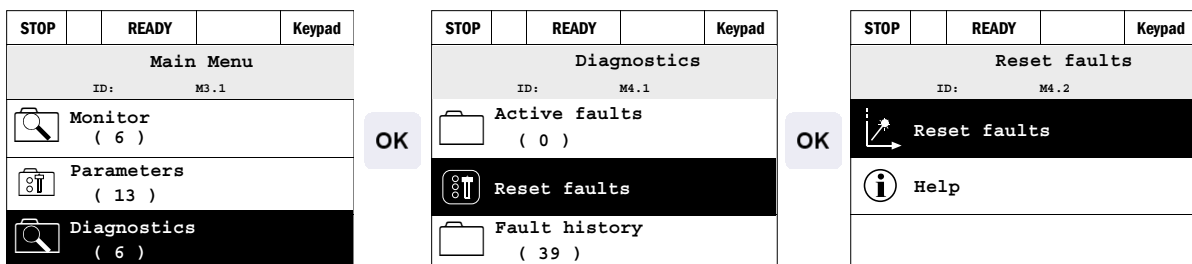 STOP READY Keypad
Main Menu
ID: M3.1
Monitor
( 6 )
Parameters
( 13 )
Diagnostics
( 6 )
OK
STOP READY Keypad
Diagnostics
ID: M4.1
Active faults
( 0 )
Reset faults
Fault history
( 39 )
OK
STOP READY Keypad
Reset faults
ID: M4.2
Reset faults
Help